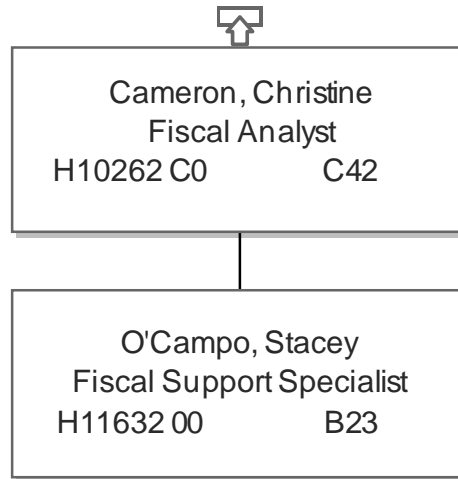 Cameron, Christine
Fiscal Analyst
H10262 C0 C42
O'Campo, Stacey
Fiscal Support Specialist
H11632 00 B23